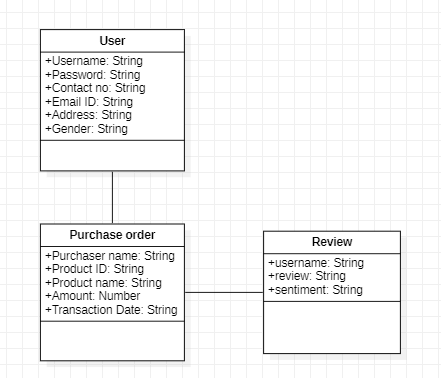 User
+Username: String
+Password: String
+Contact no: String
+Email ID: String
+Address: String
+Gender: String
Purchase order
+Purchaser name: String
+Product ID: String
+Product name: String
+Amount: Number
+Transaction Date: String
Review
+username: String
+review: String
+sentiment: String